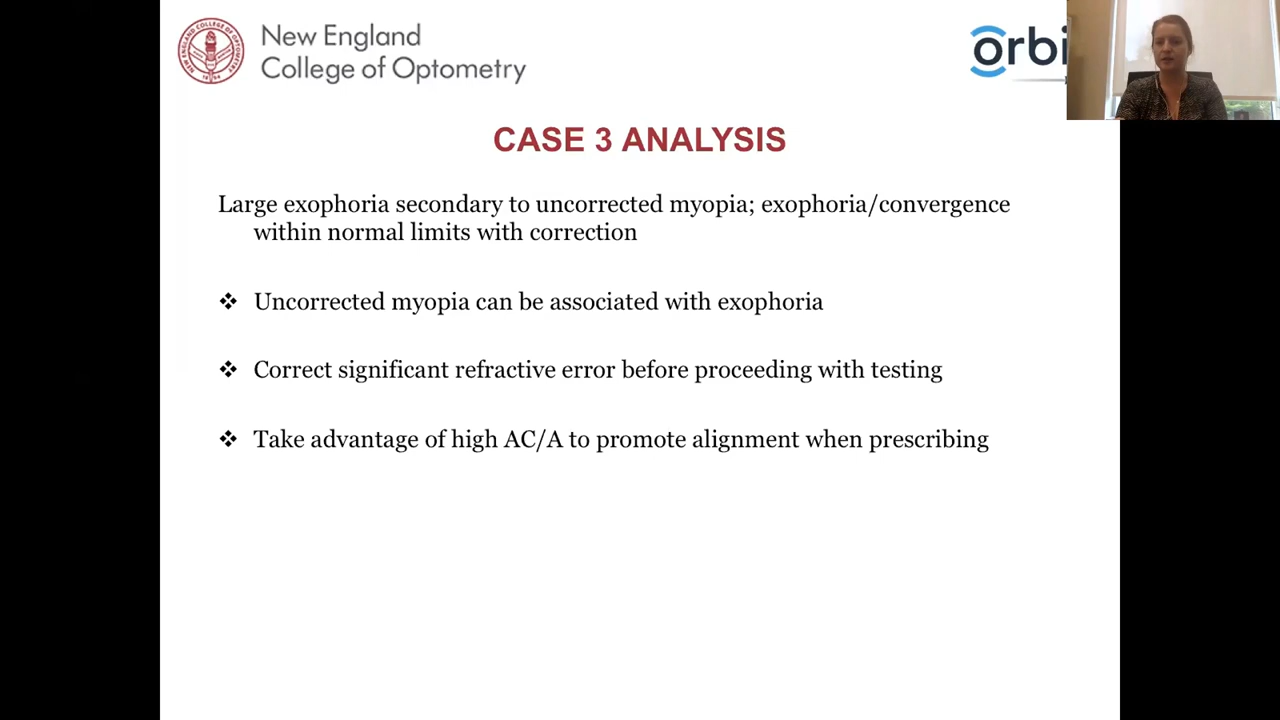 New England
College of Optometry
orbi
CASE 3 ANALYSIS
Large exophoria secondary to uncorrected myopia; exophoria/convergence
within normal limits with correction
❖ Uncorrected myopia can be associated with exophoria
❖ Correct significant refractive error before proceeding with testing
❖ Take advantage of high AC/A to promote alignment when prescribing